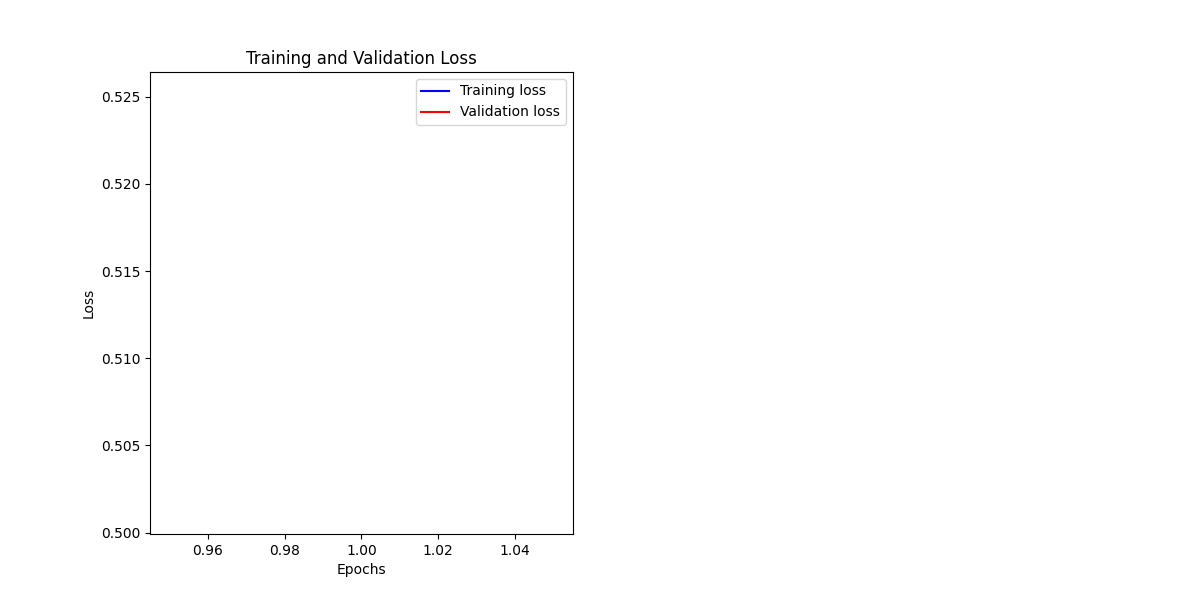 Training and Validation Loss
Training loss
Validation loss
0.525
0.520
0.515
0.510
0.505
0.500
Loss
0.96 0.98 1.00 1.02 1.04
Epochs